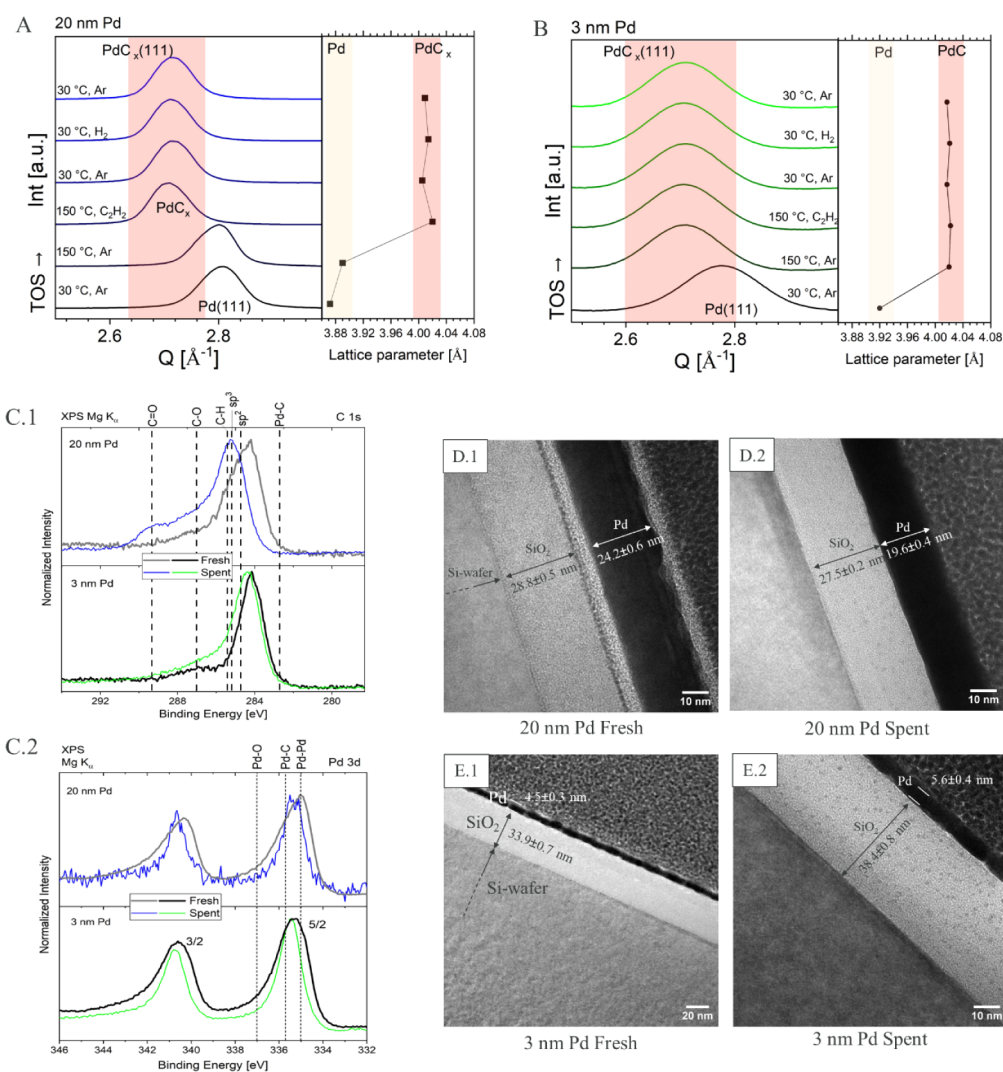 A
20 nm Pd
PdCₓ(111)
Pd
PdCₓ
30 °C, Ar
30 °C, H₂
30 °C, Ar
150 °C, C₂H₂
PdCₓ
150 °C, Ar
30 °C, Ar
Pd(111)
Int [a.u.]
TOS →
2.6 2.8
3.88 3.92 3.96 4.00 4.04 4.08
Q [Å⁻¹]
Lattice parameter [Å]
B
3 nm Pd
PdCₓ(111)
Pd
PdC
30 °C, Ar
30 °C, H₂
30 °C, Ar
150 °C, C₂H₂
150 °C, Ar
30 °C, Ar
Pd(111)
Int [a.u.]
TOS →
2.6 2.8
3.88 3.92 3.96 4.00 4.04 4.08
Q [Å⁻¹]
Lattice parameter [Å]
C.1
XPS Mg Kα
C=O
C-O
C-H
sp³
sp²
Pd-C
C 1s
20 nm Pd
Fresh
Spent
3 nm Pd
Normalized Intensity
292 288 284 280
Binding Energy [eV]
C.2
XPS
Mg Kα
Pd-O
Pd-C
Pd-Pd
Pd 3d
20 nm Pd
Fresh
Spent
3 nm Pd
3/2
5/2
Normalized Intensity
346 344 342 340 338 336 334 332
Binding Energy [eV]
D.1
Pd
24.2±0.6 nm
SiO₂
28.8±0.5 nm
Si-wafer
10 nm
20 nm Pd Fresh
D.2
Pd
19.6±0.4 nm
SiO₂
27.5±0.2 nm
10 nm
20 nm Pd Spent
E.1
Pd
4.5±0.3 nm
SiO₂
33.9±0.7 nm
Si-wafer
20 nm
3 nm Pd Fresh
E.2
Pd
5.6±0.4 nm
SiO₂
38.4±0.8 nm
10 nm
3 nm Pd Spent